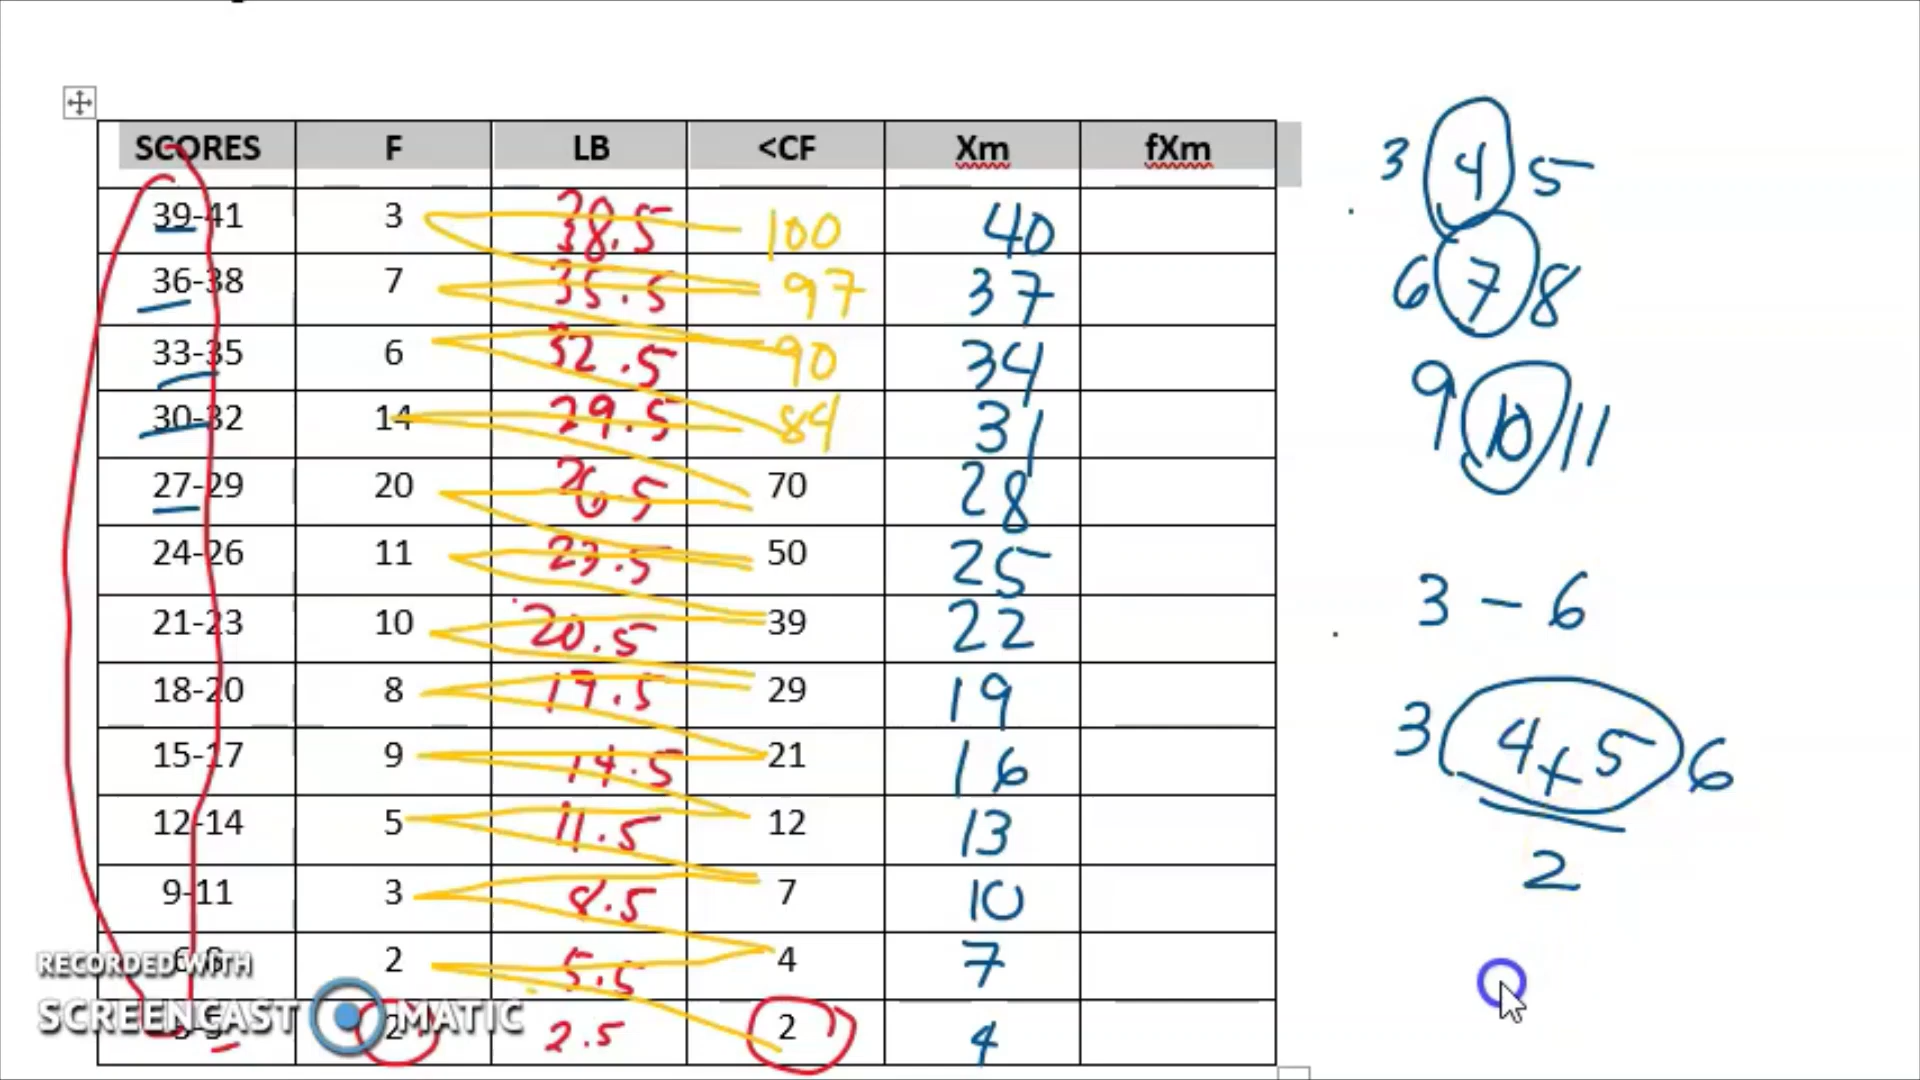 SCORES F LB <CF Xm fXm
39-41 3 38.5 100 40
36-38 7 35.5 97 37
33-35 6 32.5 90 34
30-32 14 29.5 84 31
27-29 20 26.5 70 28
24-26 11 23.5 50 25
21-23 10 20.5 39 22
18-20 8 17.5 29 19
15-17 9 14.5 21 16
12-14 5 11.5 12 13
9-11 3 8.5 7 10
6-8 2 5.5 4 7
3-5 2 2.5 2 4
3 4 5
6 7 8
9 10 11
3 - 6
3 4+5 6
2
RECORDED WITH
SCREENCAST MATIC